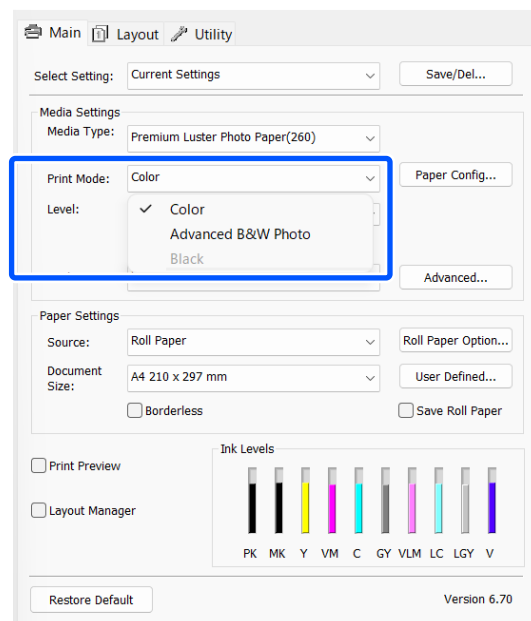 Main Layout Utility
Select Setting: Current Settings Save/Del...
Media Settings
Media Type: Premium Luster Photo Paper(260)
Print Mode: Color Paper Config...
Level: Color
Advanced B&W Photo
Black
Advanced...
Paper Settings
Source: Roll Paper Roll Paper Option...
Document
Size: A4 210 x 297 mm User Defined...
Borderless Save Roll Paper
Ink Levels
Print Preview
Layout Manager
PK MK Y VM C GY VLM LC LGY V
Restore Default Version 6.70